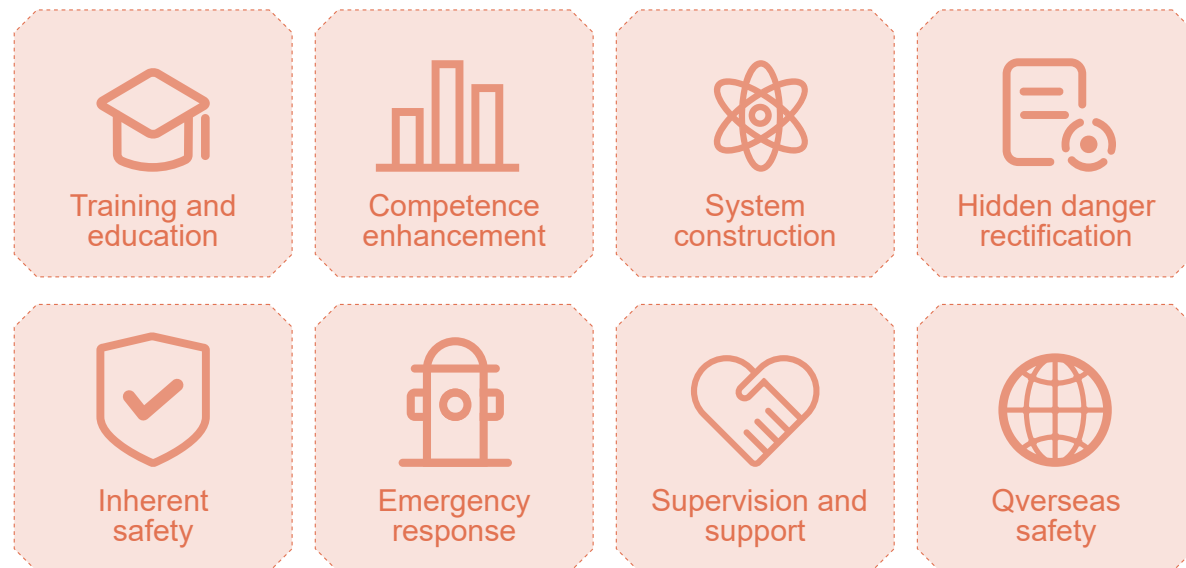 Training and
education
Competence
enhancement
System
construction
Hidden danger
rectification
Inherent
safety
Emergency
response
Supervision and
support
Qverseas
safety